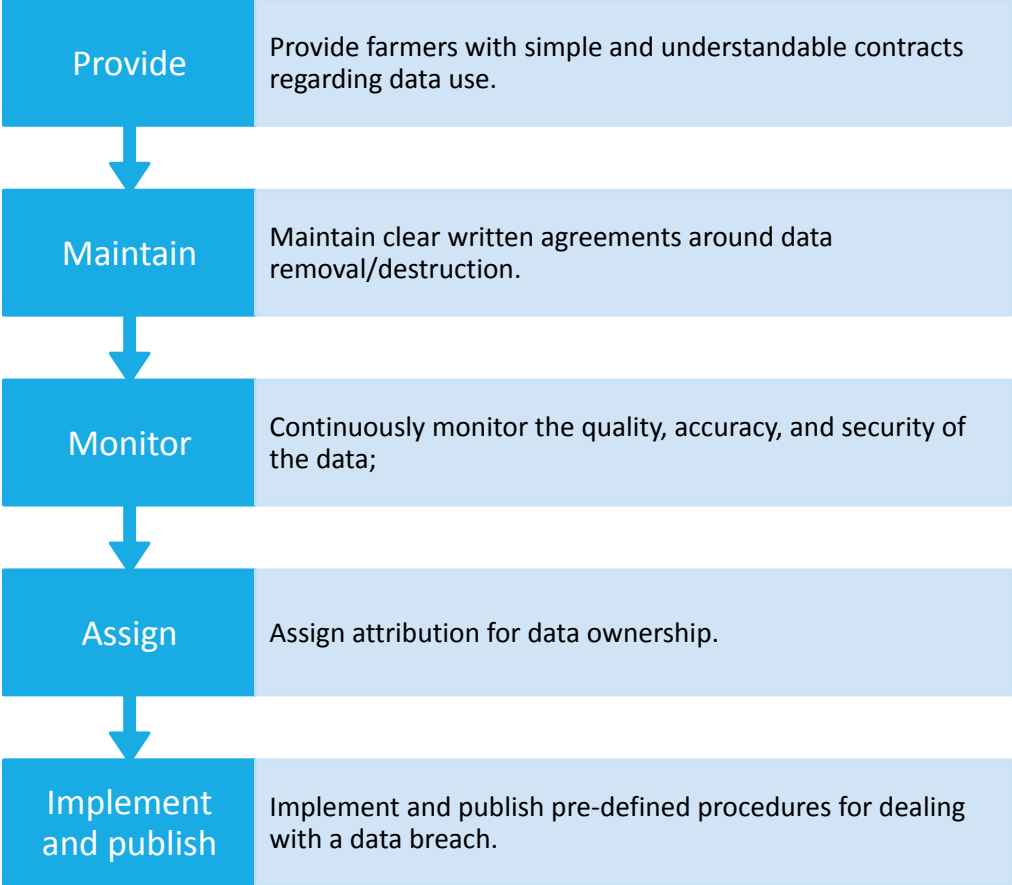 Provide
Provide farmers with simple and understandable contracts
regarding data use.
Maintain
Maintain clear written agreements around data
removal/destruction.
Monitor
Continuously monitor the quality, accuracy, and security of
the data;
Assign
Assign attribution for data ownership.
Implement
and publish
Implement and publish pre-defined procedures for dealing
with a data breach.